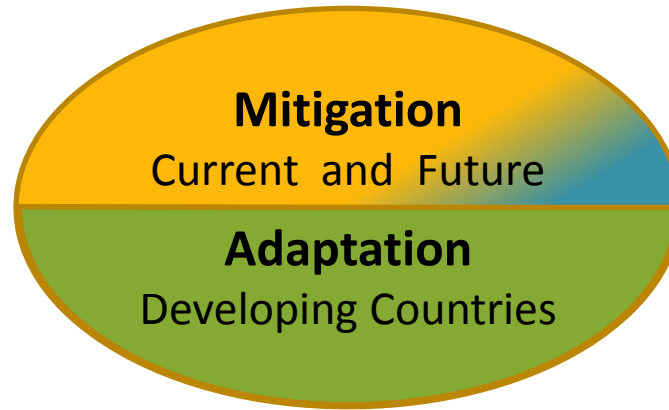 Mitigation
Current and Future
Adaptation
Developing Countries